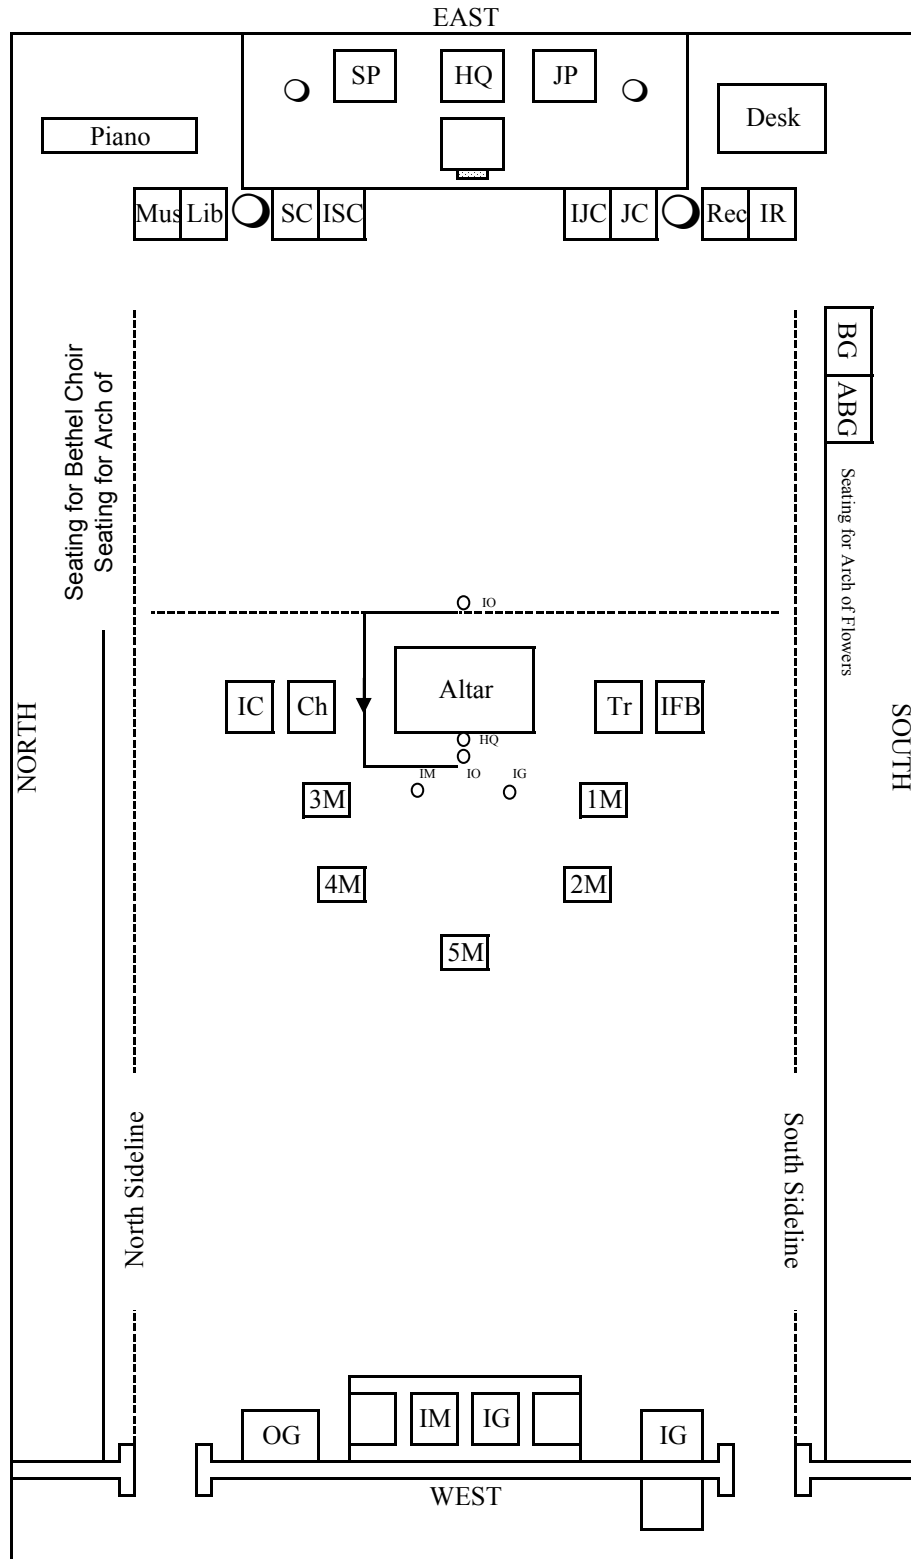 EAST
SP
HQ
JP
Piano
Desk
Mus
Lib
SC
ISC
IJC
JC
Rec
IR
BG
ABG
Seating for Bethel Choir
Seating for Arch of
Seating for Arch of Flowers
IO
IC
Ch
Altar
Tr
IFB
HQ
IM
IO
IG
NORTH
SOUTH
3M
1M
4M
2M
5M
North Sideline
South Sideline
OG
IM
IG
IG
WEST